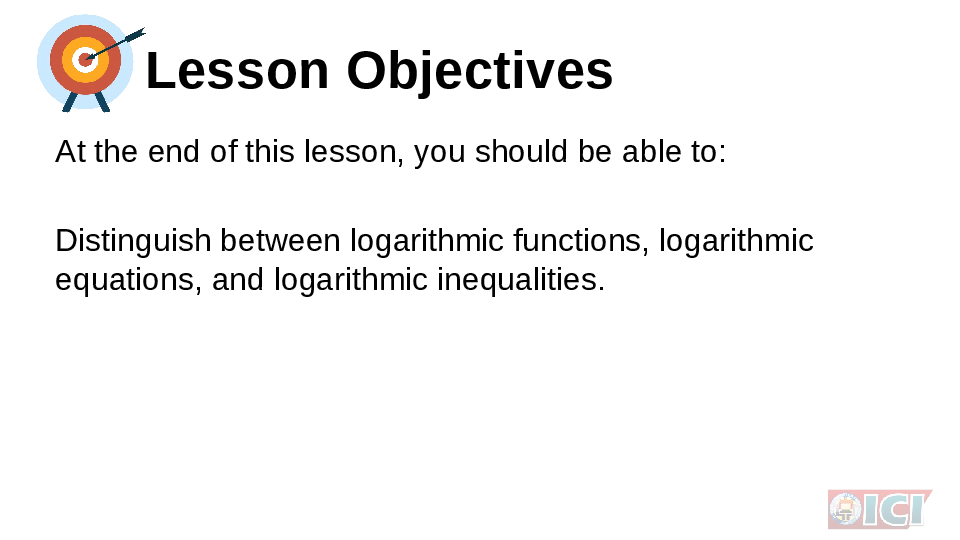 Lesson Objectives
At the end of this lesson, you should be able to:
Distinguish between logarithmic functions, logarithmic
equations, and logarithmic inequalities.
ICI